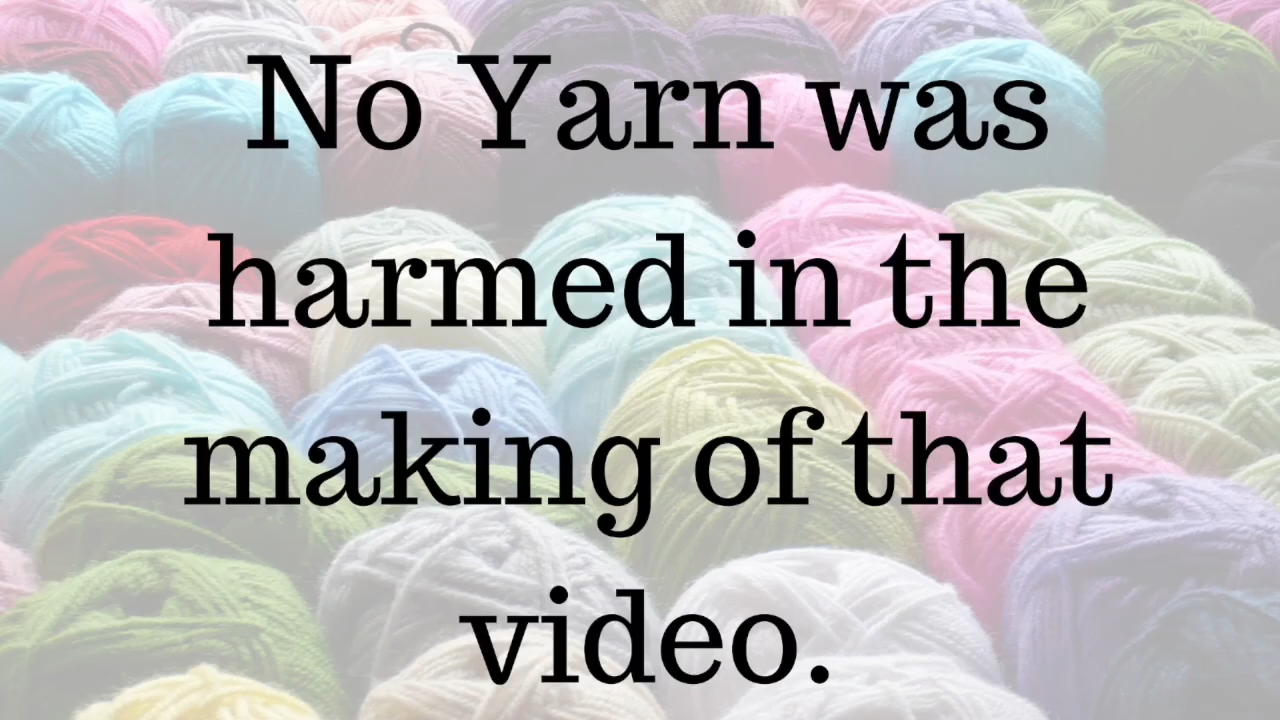 No Yarn was
harmed in the
making of that
video.